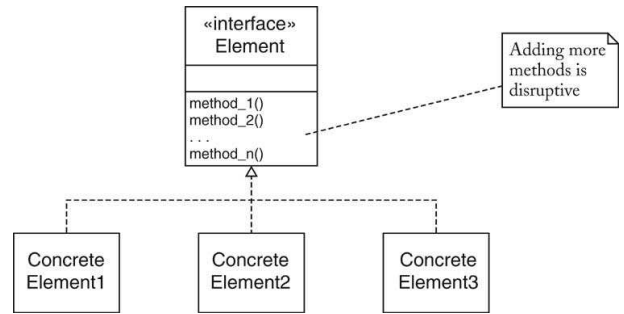 «interface»
Element
method_1()
method_2()
. . .
method_n()
Adding more
methods is
disruptive
Concrete
Element1
Concrete
Element2
Concrete
Element3